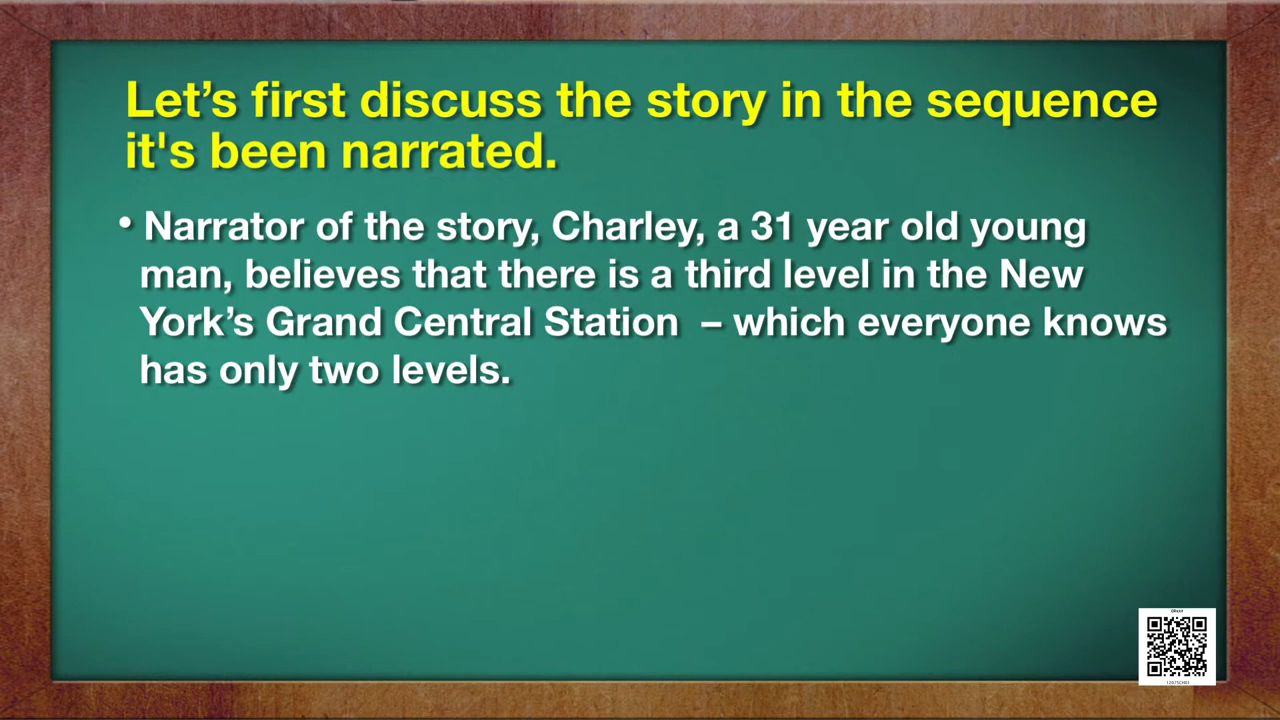 Let’s first discuss the story in the sequence
it's been narrated.
• Narrator of the story, Charley, a 31 year old young
man, believes that there is a third level in the New
York’s Grand Central Station – which everyone knows
has only two levels.